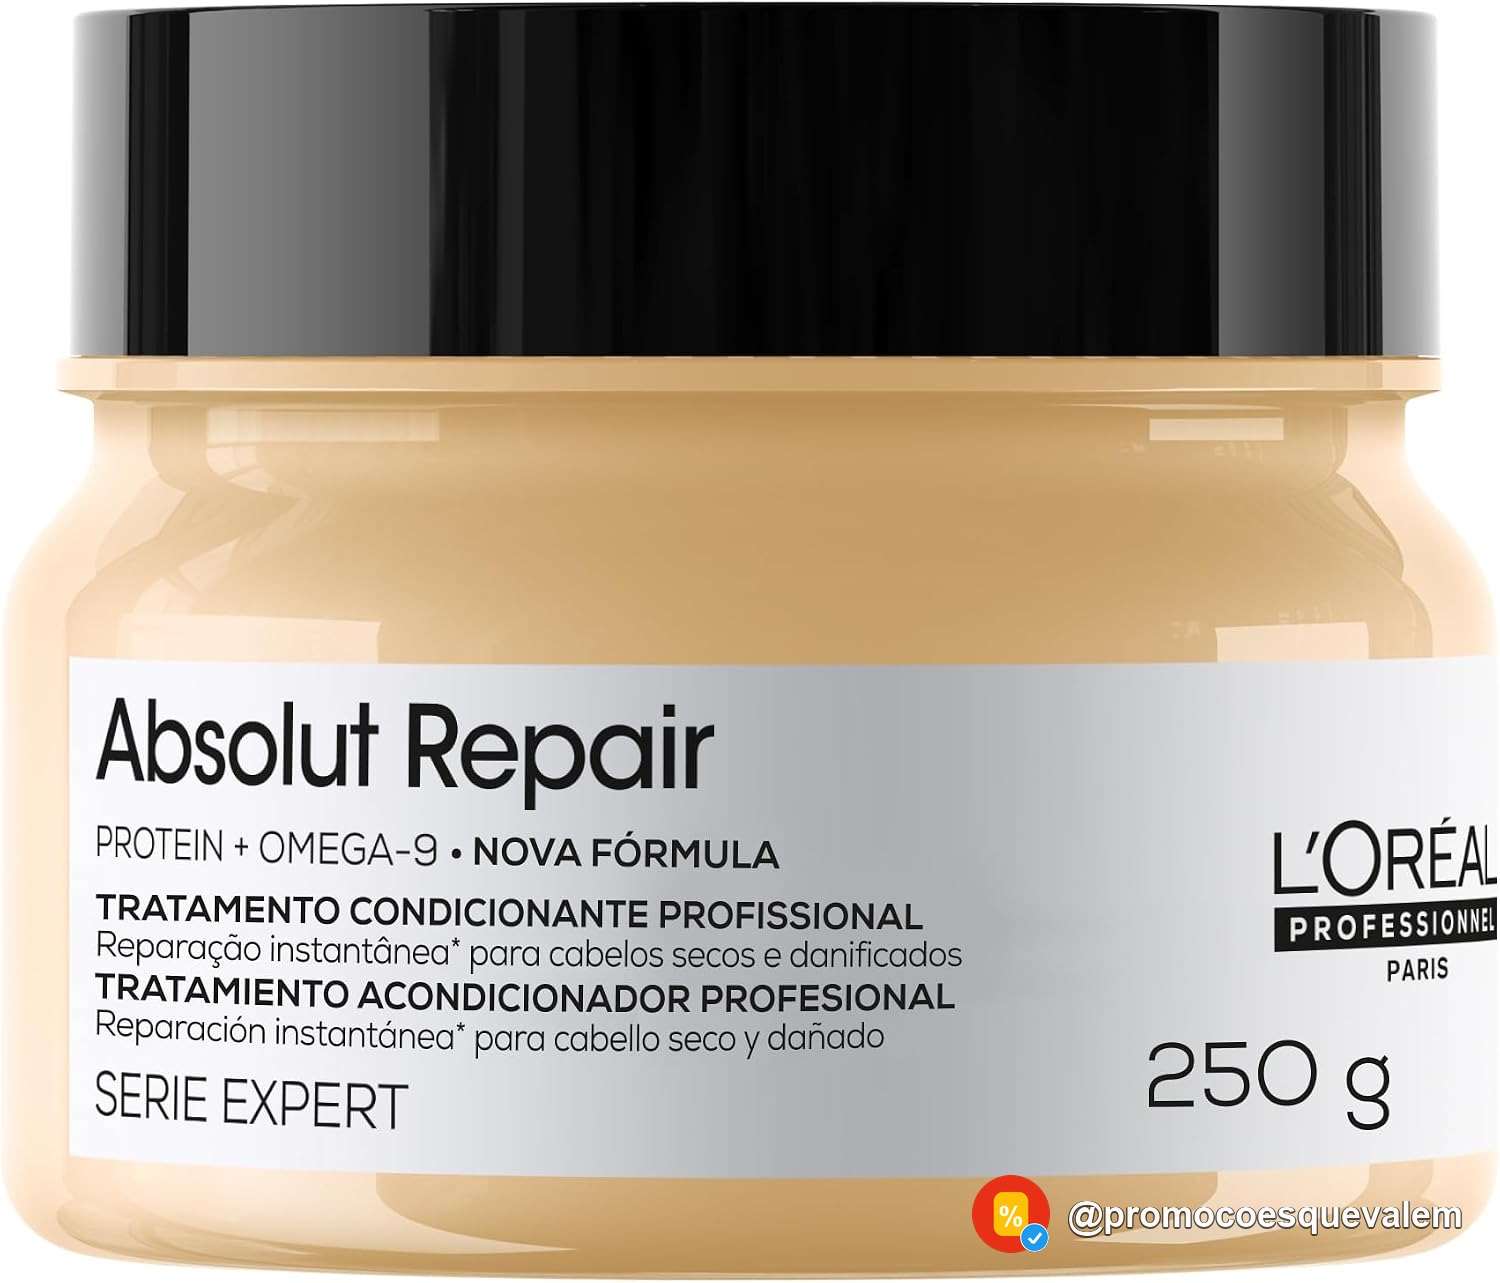 Absolut Repair
PROTEIN + OMEGA-9 • NOVA FÓRMULA
TRATAMENTO CONDICIONANTE PROFISSIONAL
Reparação instantânea* para cabelos secos e danificados
TRATAMIENTO ACONDICIONADOR PROFESIONAL
Reparación instantánea* para cabello seco y dañado
SERIE EXPERT
L'ORÉAL
PROFESSIONNEL
PARIS
250 g
%
@promocoesquevalem